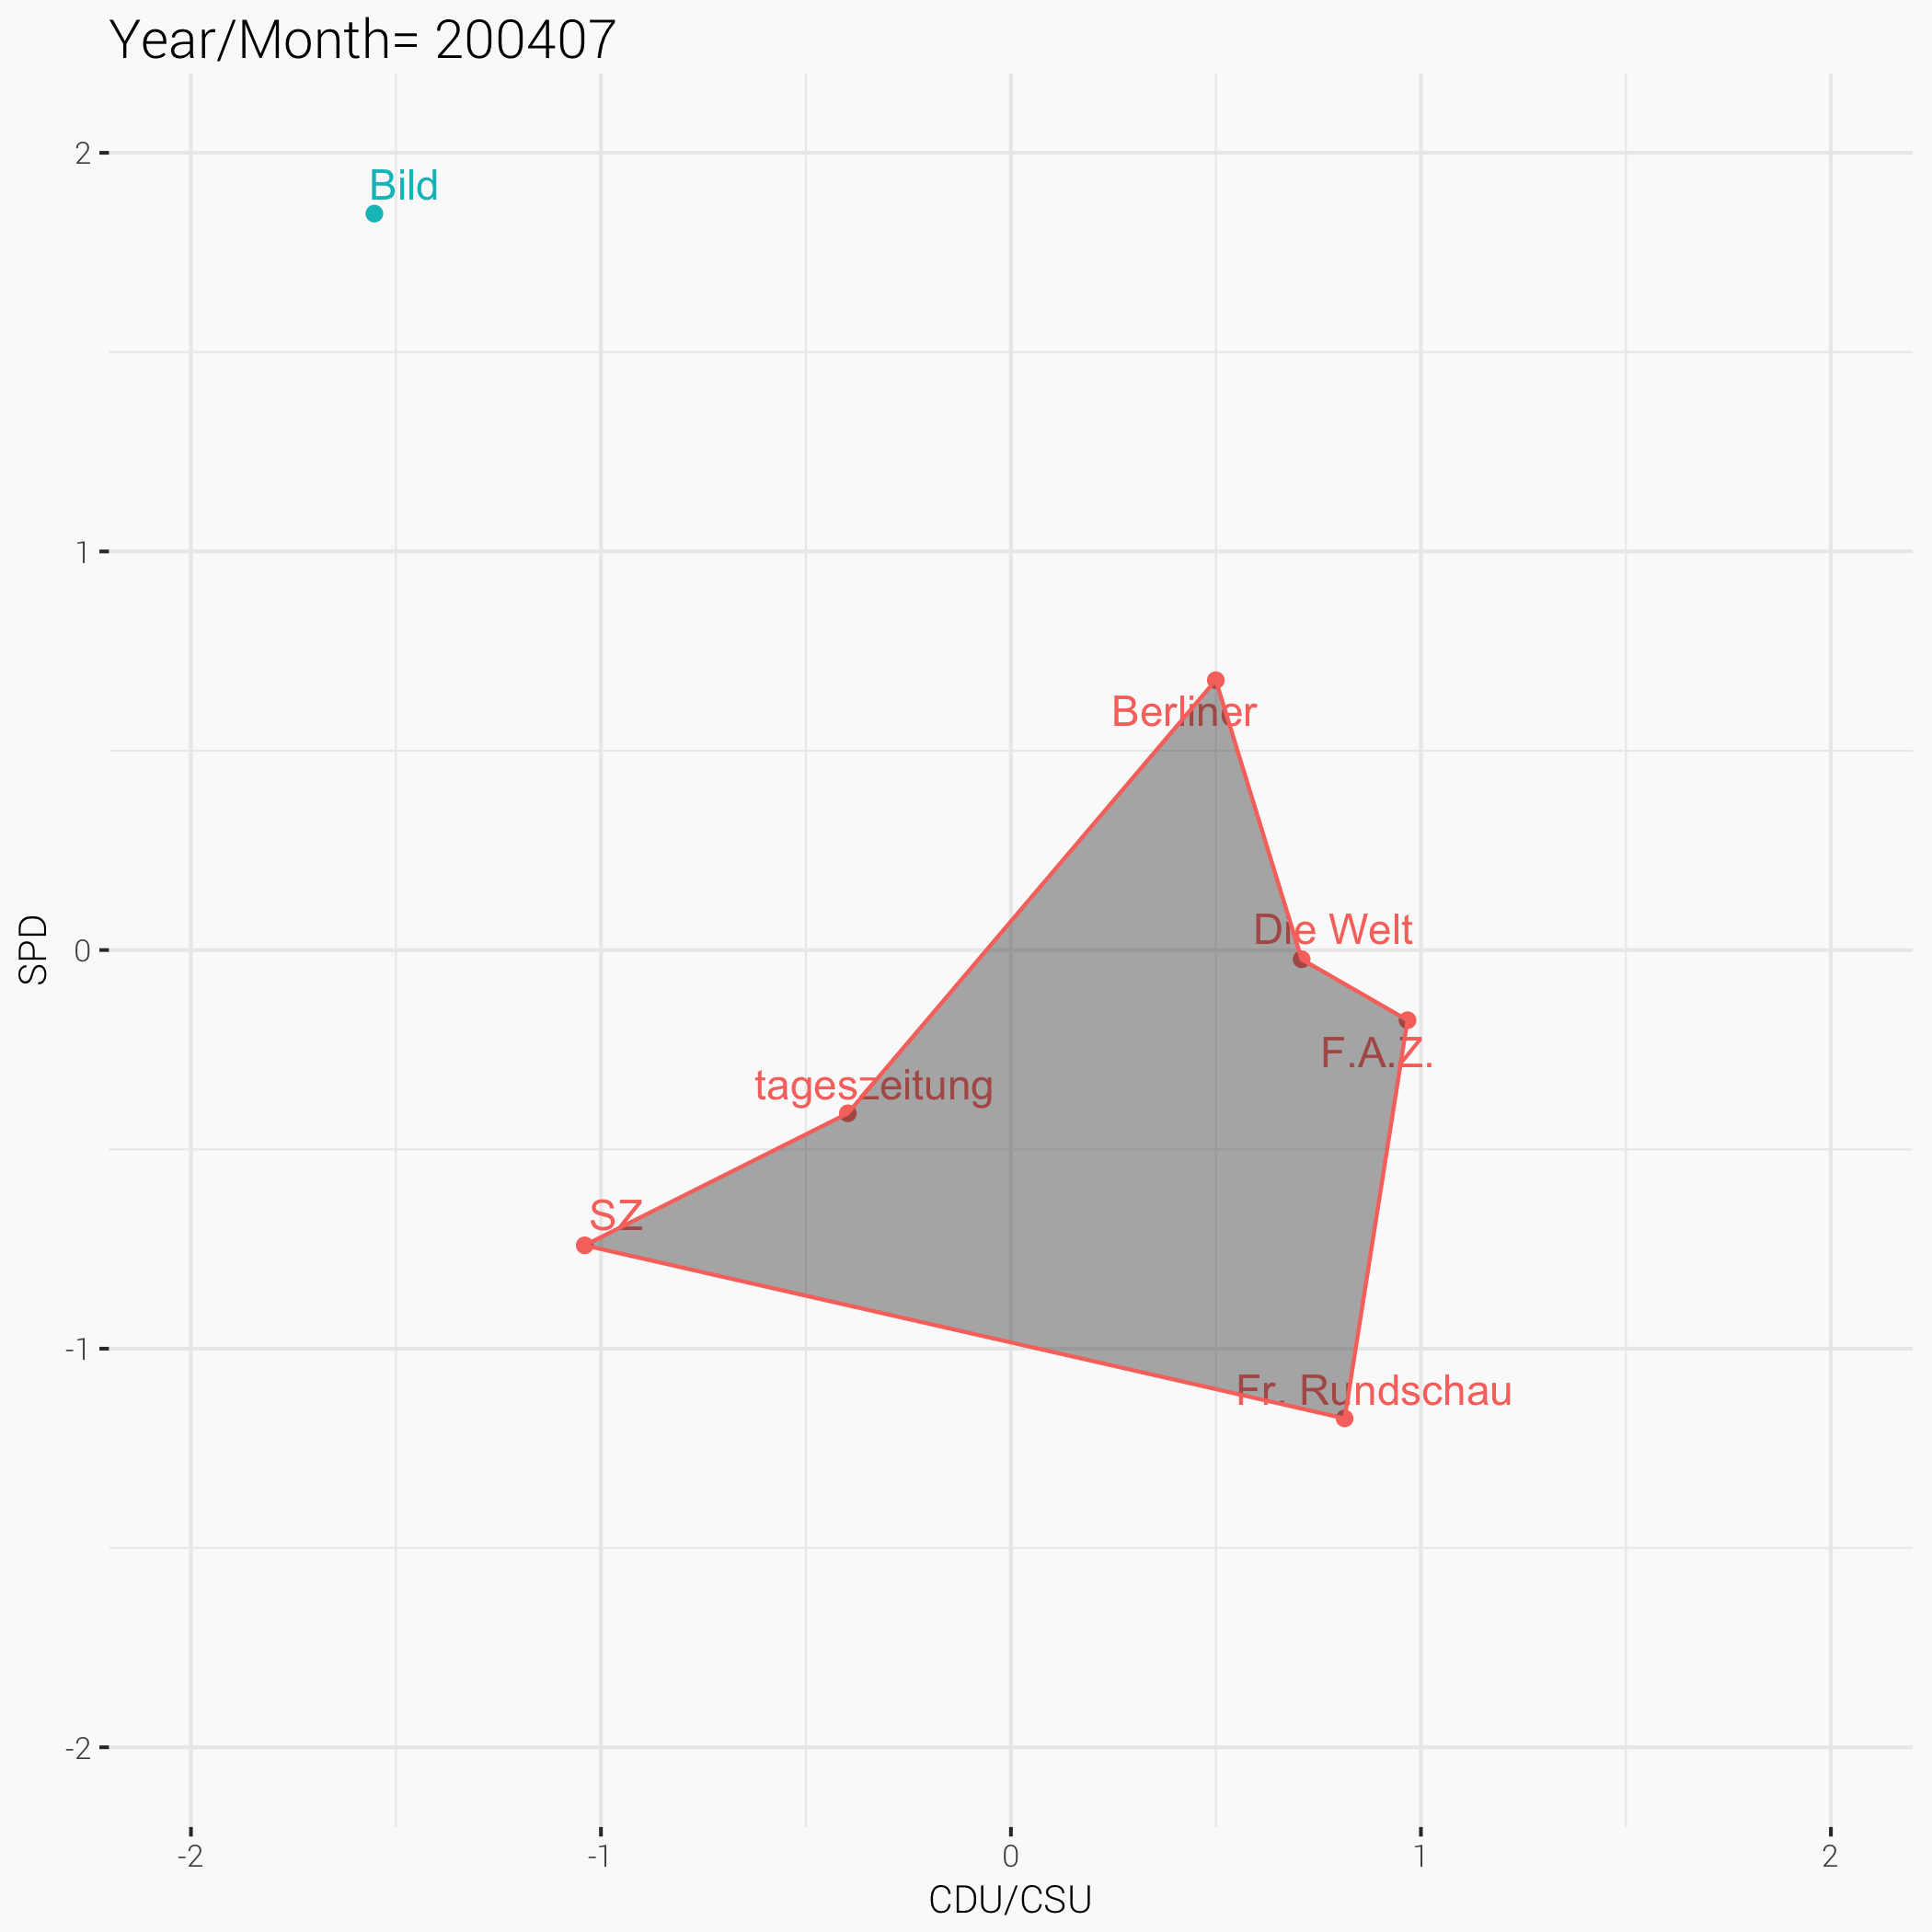 Year/Month= 200407
2
Bild
1
Berliner
Die Welt
0
SPD
F.A.Z.
tageszeitung
SZ
-1
Fr. Rundschau
-2
-2
-1
0
1
2
CDU/CSU